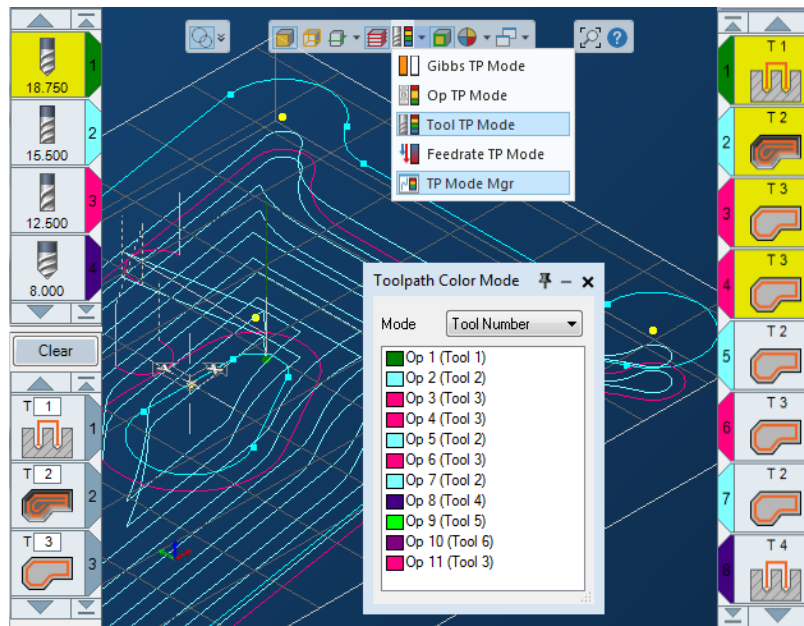 1
18.750
2
15.500
3
12.500
4
8.000
Clear
T 1
1
T 2
2
T 3
3
?
Gibbs TP Mode
Op TP Mode
Tool TP Mode
Feedrate TP Mode
TP Mode Mgr
Toolpath Color Mode
Mode Tool Number
Op 1 (Tool 1)
Op 2 (Tool 2)
Op 3 (Tool 3)
Op 4 (Tool 3)
Op 5 (Tool 2)
Op 6 (Tool 3)
Op 7 (Tool 2)
Op 8 (Tool 4)
Op 9 (Tool 5)
Op 10 (Tool 6)
Op 11 (Tool 3)
T 1
1
T 2
2
T 3
3
T 3
4
T 2
5
T 3
6
T 2
7
T 4
8